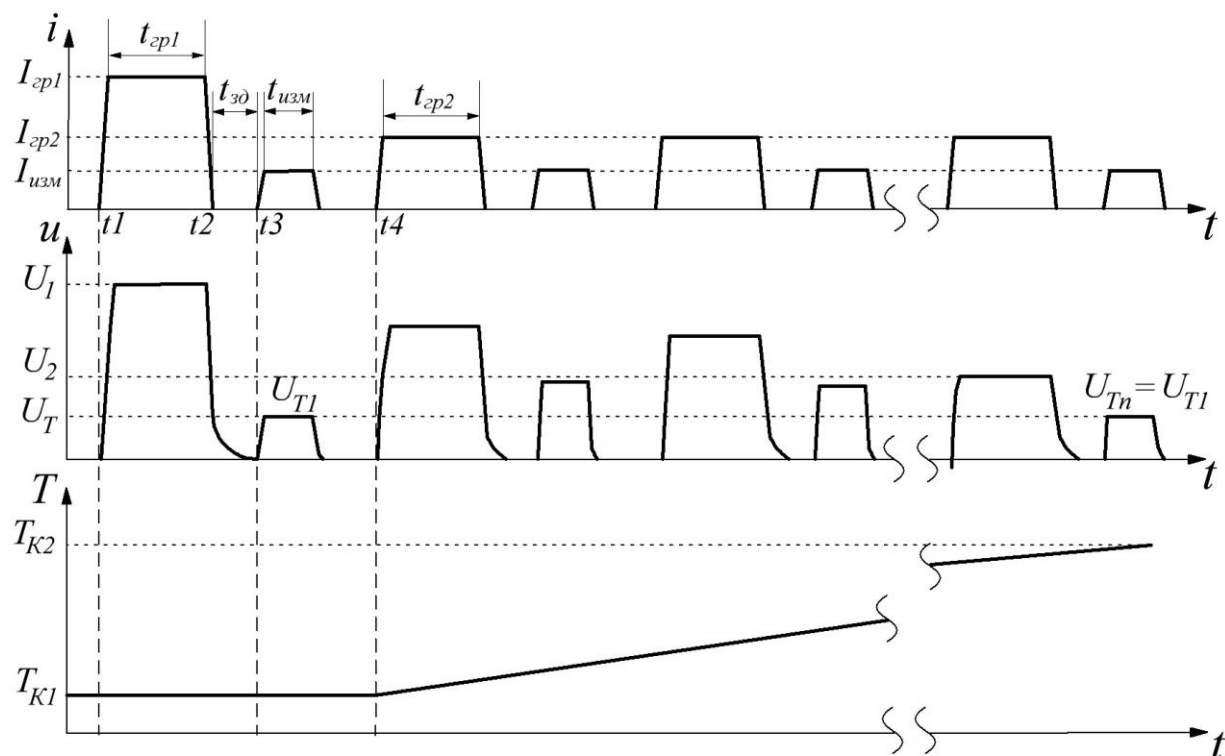 i
t_гр1
I_гр1
t_зд t_изм
t_гр2
I_гр2
I_изм
t1 t2 t3 t4 t
u
U_1
U_2
U_T1
U_Tn = U_T1
U_T
t
T
T_K2
T_K1
t